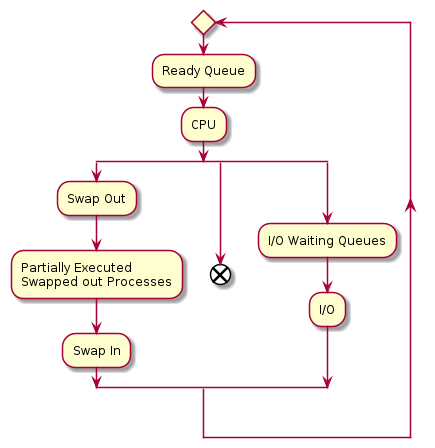 Ready Queue
CPU
Swap Out
Partially Executed
Swapped out Processes
Swap In
I/O Waiting Queues
I/O